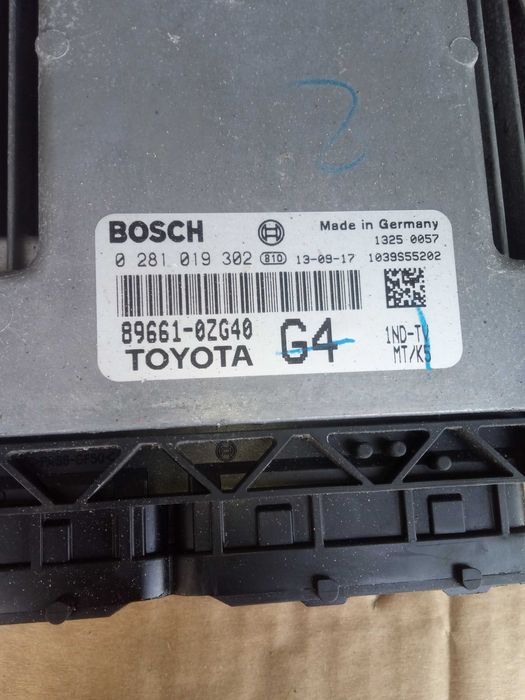 2
BOSCH Made in Germany
1325 0057
0 281 019 302 810 13-09-17 1039S55202
89661-0ZG40 G4 1ND-TV
TOYOTA MT/K5